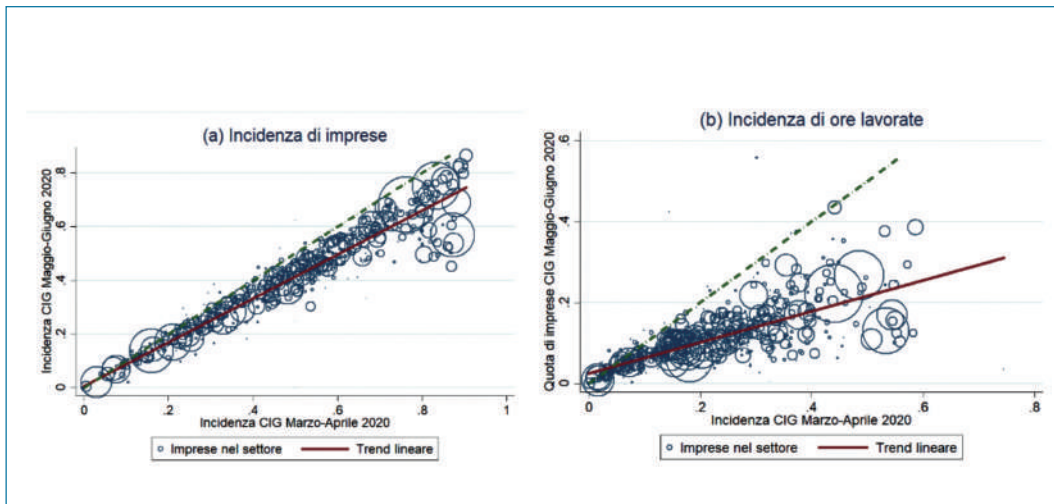 (a) Incidenza di imprese
Incidenza CIG Maggio-Giugno 2020
.8
.6
.4
.2
0
0 .2 .4 .6 .8 1
Incidenza CIG Marzo-Aprile 2020
Imprese nel settore Trend lineare
(b) Incidenza di ore lavorate
Quota di imprese CIG Maggio-Giugno 2020
.6
.4
.2
0
0 .2 .4 .6 .8
Incidenza CIG Marzo-Aprile 2020
Imprese nel settore Trend lineare